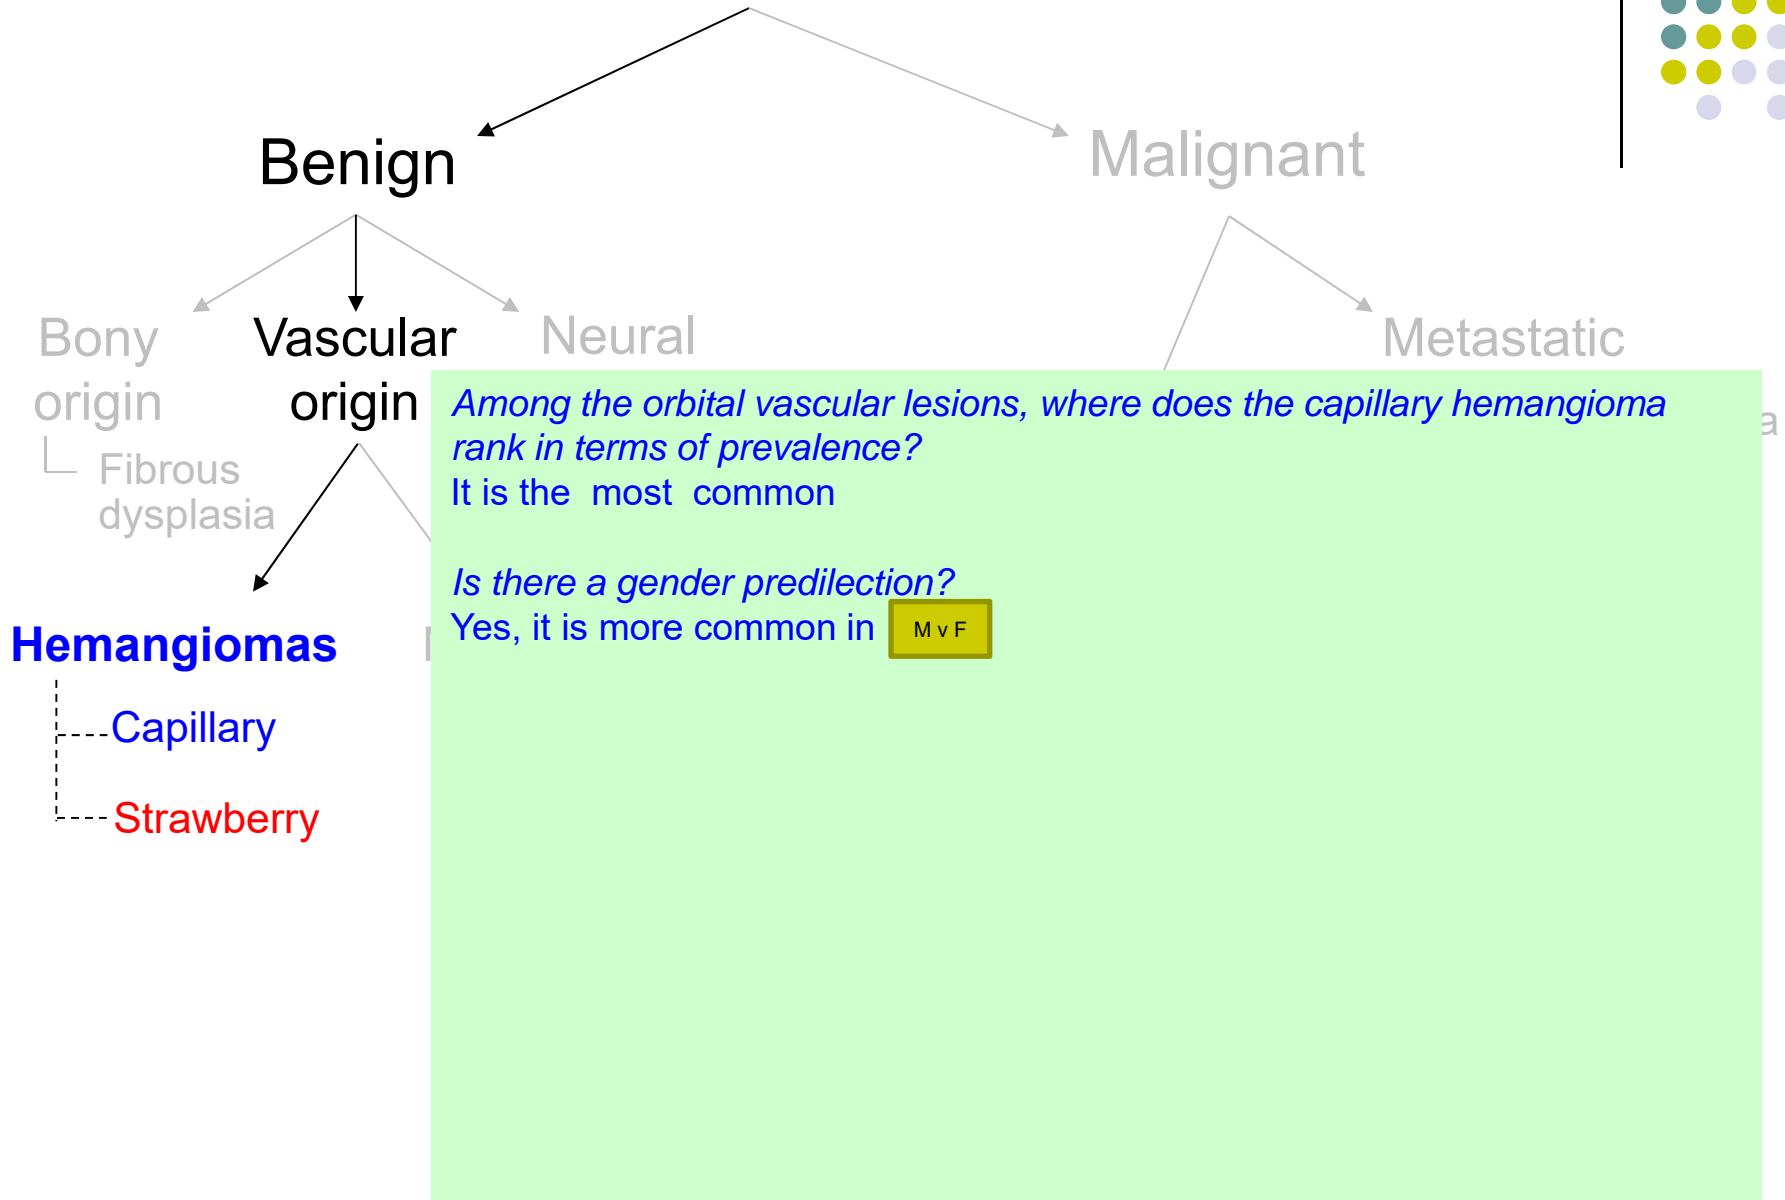 Benign
Malignant
Bony
origin
Vascular
origin
Neural
Metastatic
Fibrous
dysplasia
Among the orbital vascular lesions, where does the capillary hemangioma
rank in terms of prevalence?
It is the most common
Is there a gender predilection?
Yes, it is more common in M v F
Hemangiomas
Capillary
Strawberry